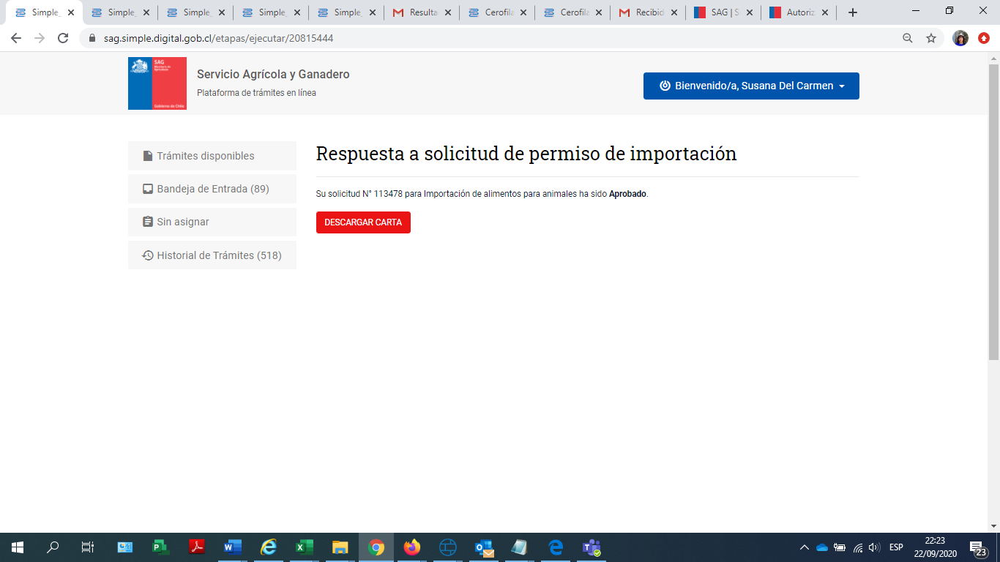 Simple_
Simple_
Simple_
Simple_
Simple_
Resulta
Cerofila
Cerofila
Recibid
SAG | S
Autoriz
sag.simple.digital.gob.cl/etapas/ejecutar/20815444
SAG
Ministerio de
Agricultura
Gobierno de Chile
Servicio Agrícola y Ganadero
Plataforma de trámites en línea
Bienvenido/a, Susana Del Carmen
Trámites disponibles
Bandeja de Entrada (89)
Sin asignar
Historial de Trámites (518)
Respuesta a solicitud de permiso de importación
Su solicitud N° 113478 para Importación de alimentos para animales ha sido Aprobado.
DESCARGAR CARTA
ESP
22:23
22/09/2020
23